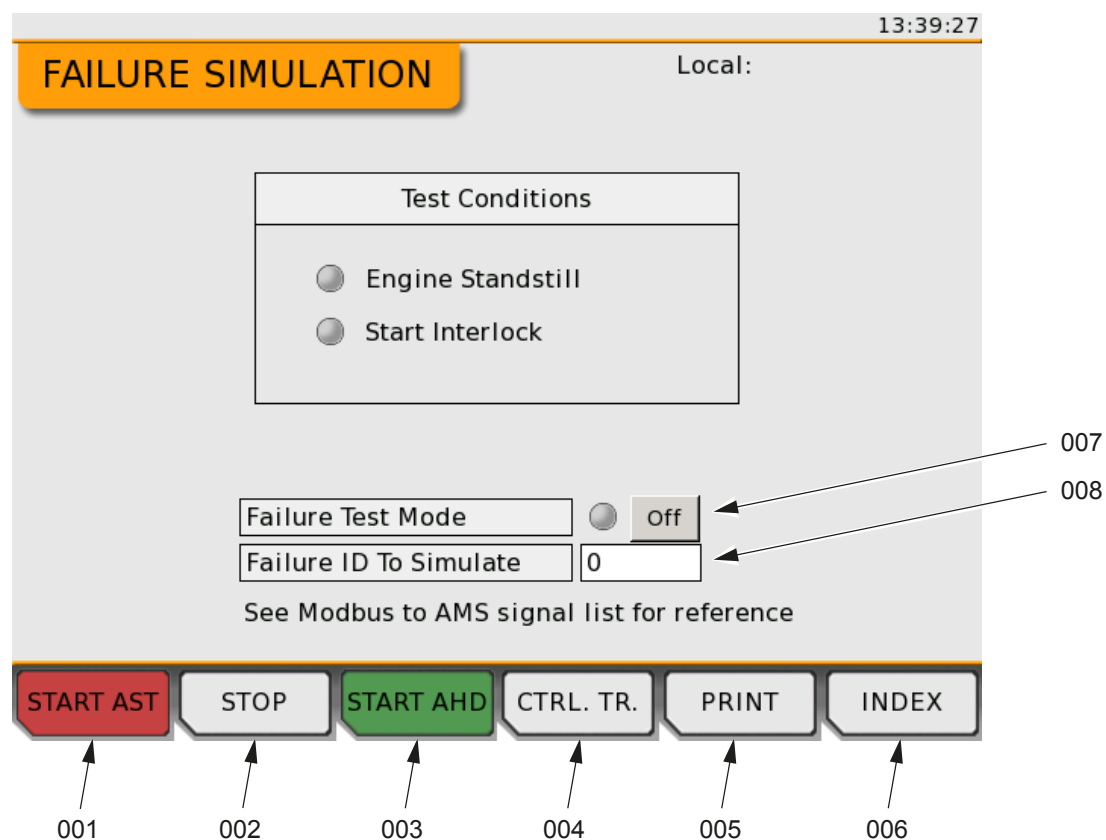 13:39:27
FAILURE SIMULATION
Local:
Test Conditions
Engine Standstill
Start Interlock
007
008
Failure Test Mode
Off
Failure ID To Simulate
0
See Modbus to AMS signal list for reference
START AST
STOP
START AHD
CTRL. TR.
PRINT
INDEX
001
002
003
004
005
006